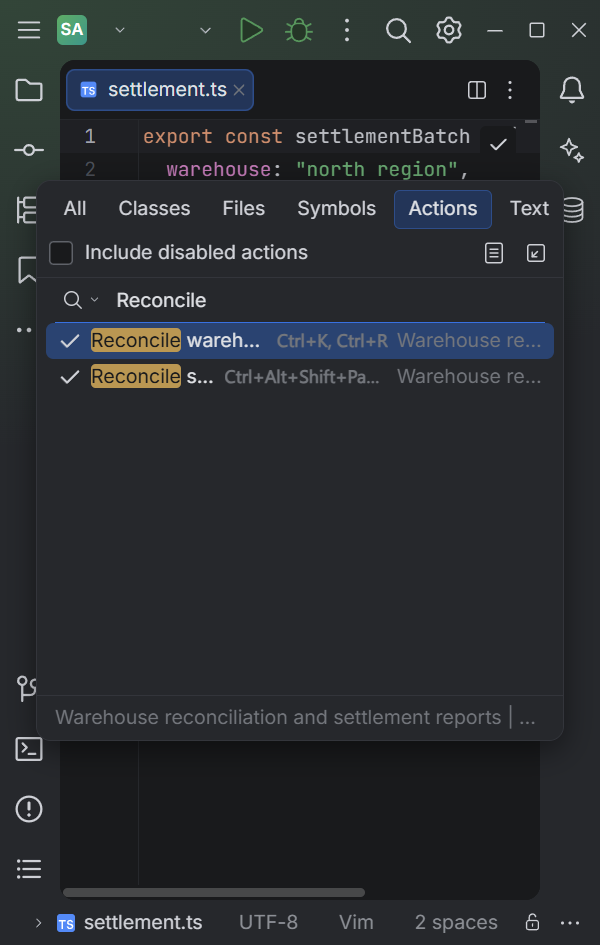 SA
settlement.ts
1 export const settlementBatch
2 warehouse: "north region",
All Classes Files Symbols Actions Text
Include disabled actions
Reconcile
Reconcile wareh... Ctrl+K, Ctrl+R Warehouse re...
Reconcile s... Ctrl+Alt+Shift+Pa... Warehouse re...
Warehouse reconciliation and settlement reports | ...
TS settlement.ts UTF-8 Vim 2 spaces